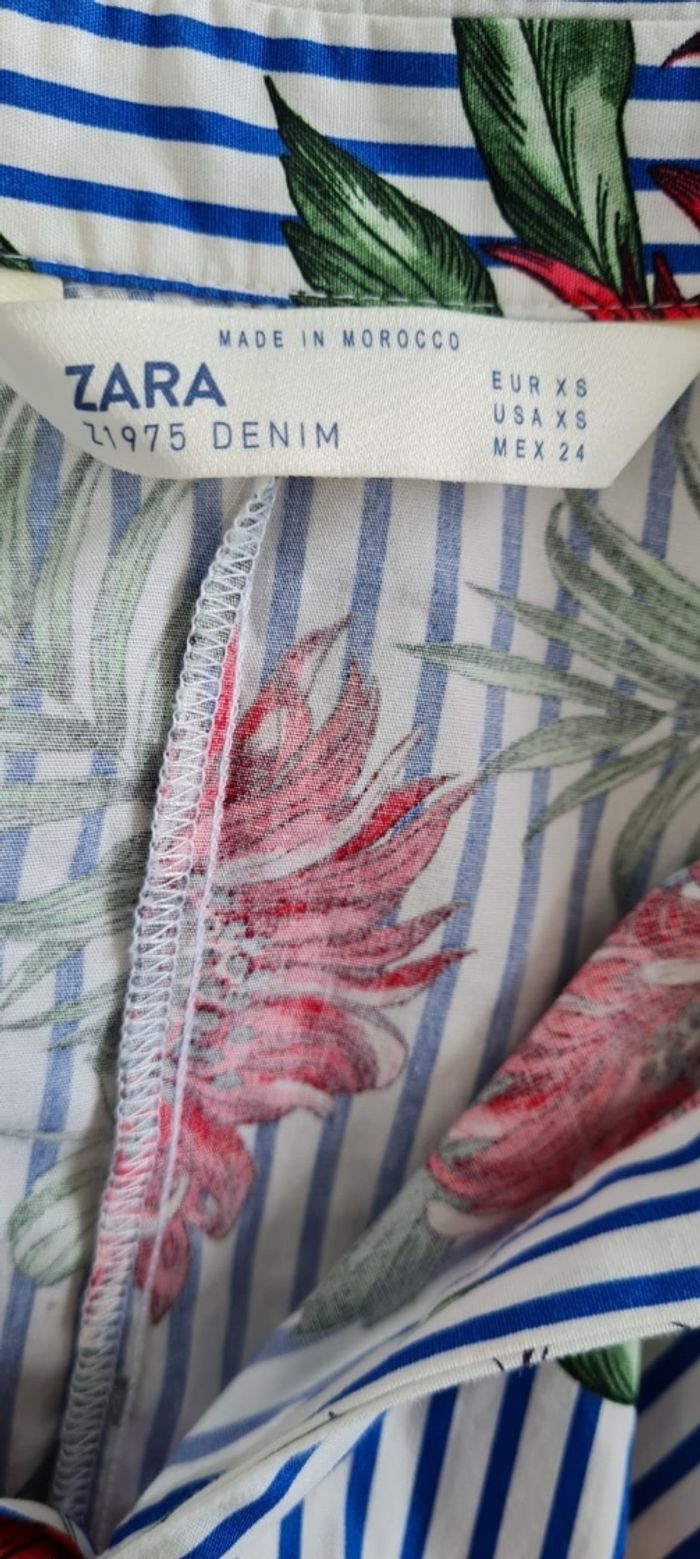 MADE IN MOROCCO
ZARA
Z1975 DENIM
EUR XS
USA XS
MEX 24